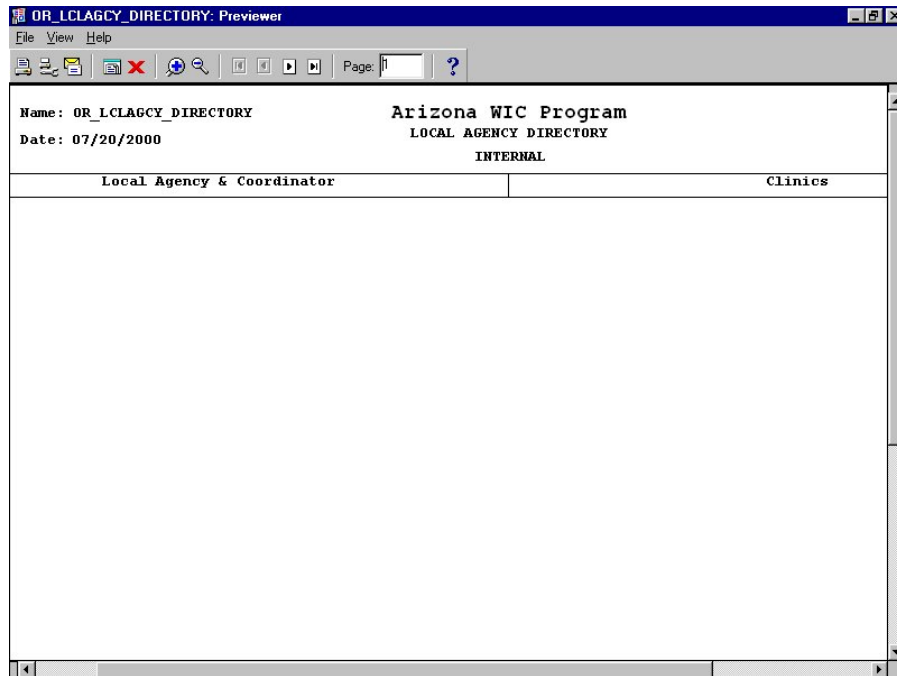 OR_LCLAGCY_DIRECTORY: Previewer
File View Help
Page: 1
Name: OR_LCLAGCY_DIRECTORY
Arizona WIC Program
Date: 07/20/2000
LOCAL AGENCY DIRECTORY
INTERNAL
Local Agency & Coordinator
Clinics